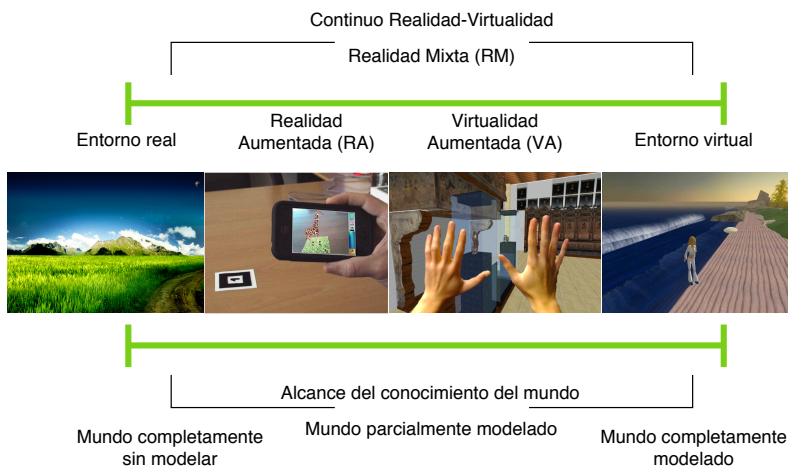 Continuo Realidad-Virtualidad
Realidad Mixta (RM)
Entorno real
Realidad
Aumentada (RA)
Virtualidad
Aumentada (VA)
Entorno virtual
Alcance del conocimiento del mundo
Mundo parcialmente modelado
Mundo completamente
sin modelar
Mundo completamente
modelado